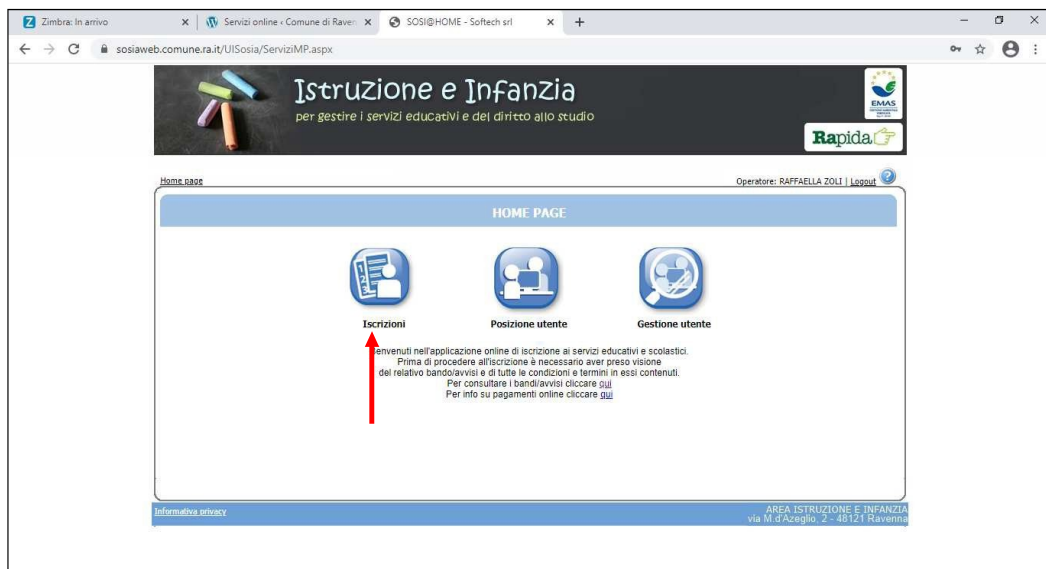 Zimbra: In arrivo
Servizi online « Comune di Raven
SOSI@HOME - Softech srl
sosiaweb.comune.ra.it/UISosia/ServiziMP.aspx
Istruzione e Infanzia
per gestire i servizi educativi e del diritto allo studio
EMAS
Rapida
Home page
Operatore: RAFFAELLA ZOLI | Logout
HOME PAGE
Iscrizioni
Posizione utente
Gestione utente
Benvenuti nell'applicazione online di iscrizione ai servizi educativi e scolastici.
Prima di procedere all'iscrizione è necessario aver preso visione
del relativo bando/avvisi e di tutte le condizioni e termini in essi contenuti.
Per consultare i bandi/avvisi cliccare qui
Per info su pagamenti online cliccare qui
Informativa privacy
AREA ISTRUZIONE E INFANZIA
via M.d'Azeglio, 2 - 48121 Ravenna